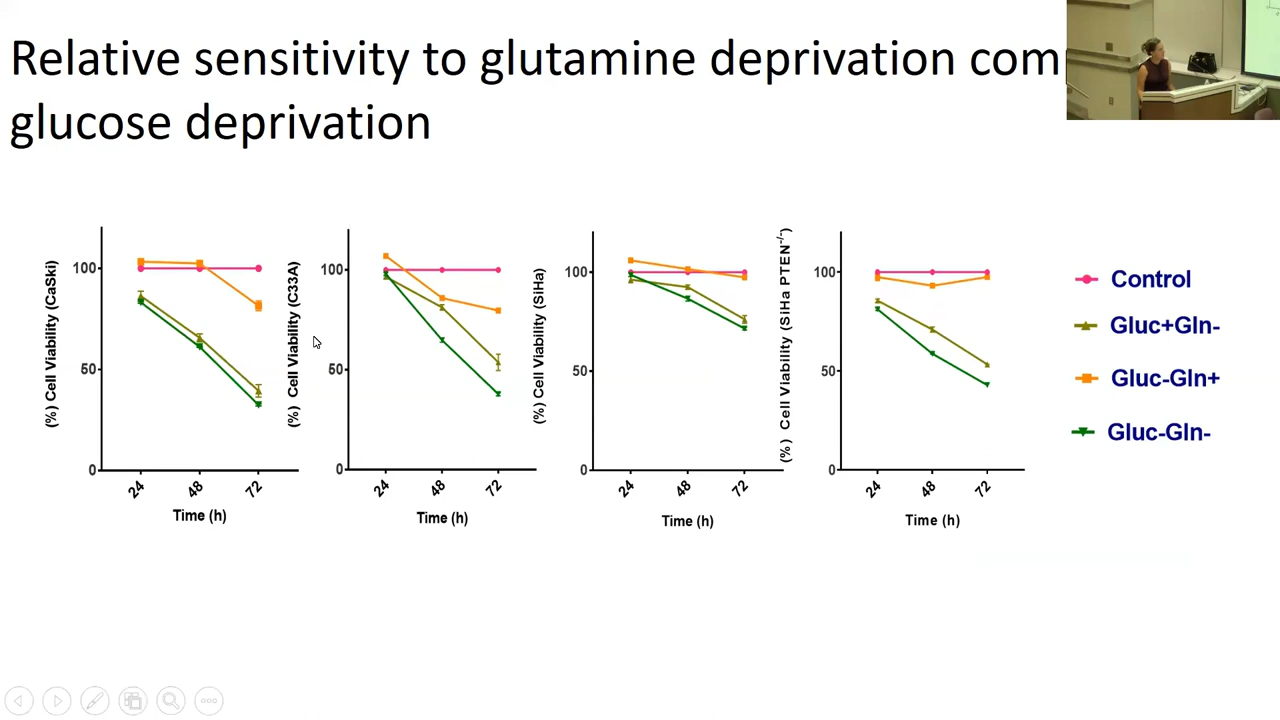 Relative sensitivity to glutamine deprivation com
glucose deprivation
(%) Cell Viability (CaSki)
100
50
0
24
48
72
Time (h)
(%) Cell Viability (C33A)
100
50
0
24
48
72
Time (h)
(%) Cell Viability (SiHa)
100
50
0
24
48
72
Time (h)
(%) Cell Viability (SiHa PTEN-/-)
100
50
0
24
48
72
Time (h)
Control
Gluc+Gln-
Gluc-Gln+
Gluc-Gln-